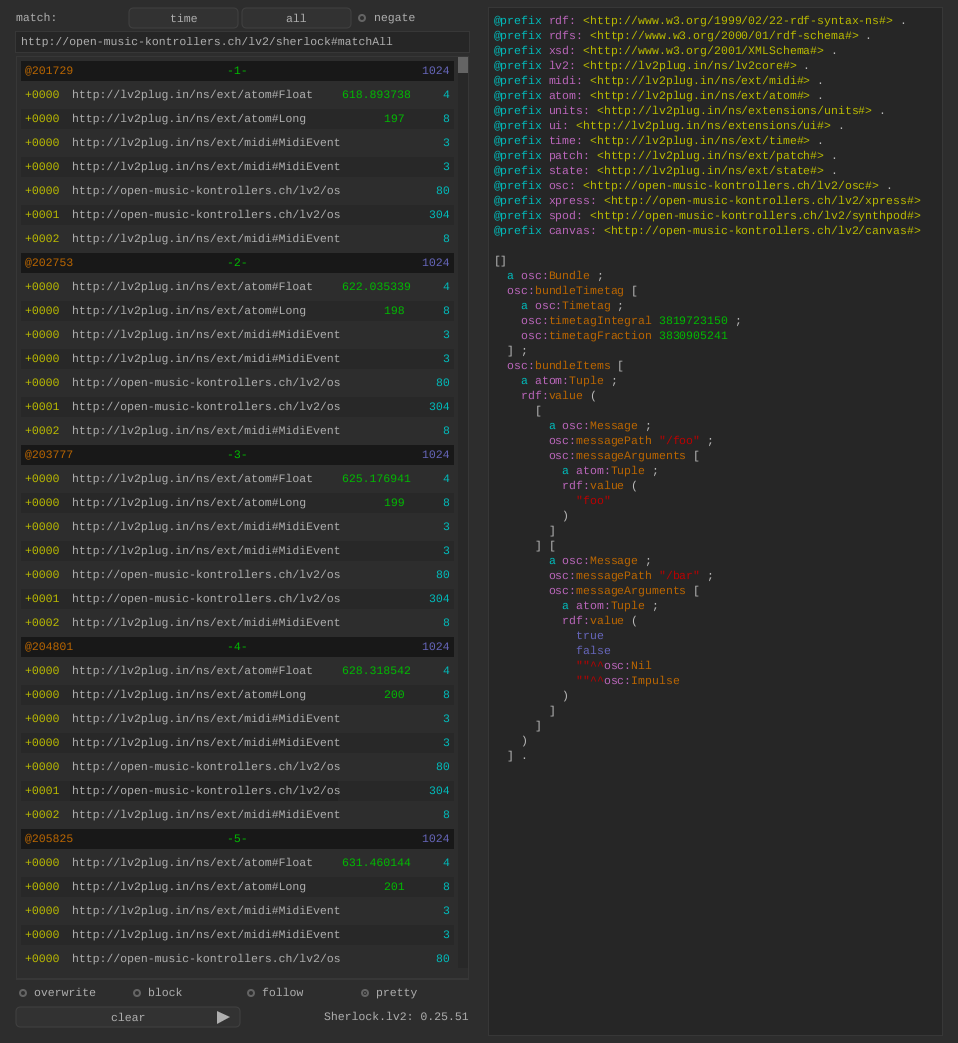 match: time all negate
http://open-music-kontrollers.ch/lv2/sherlock#matchAll
@201729 -1- 1024
+0000 http://lv2plug.in/ns/ext/atom#Float 618.893738 4
+0000 http://lv2plug.in/ns/ext/atom#Long 197 8
+0000 http://lv2plug.in/ns/ext/midi#MidiEvent 3
+0000 http://lv2plug.in/ns/ext/midi#MidiEvent 3
+0000 http://open-music-kontrollers.ch/lv2/os 80
+0001 http://open-music-kontrollers.ch/lv2/os 304
+0002 http://lv2plug.in/ns/ext/midi#MidiEvent 8
@202753 -2- 1024
+0000 http://lv2plug.in/ns/ext/atom#Float 622.035339 4
+0000 http://lv2plug.in/ns/ext/atom#Long 198 8
+0000 http://lv2plug.in/ns/ext/midi#MidiEvent 3
+0000 http://lv2plug.in/ns/ext/midi#MidiEvent 3
+0000 http://open-music-kontrollers.ch/lv2/os 80
+0001 http://open-music-kontrollers.ch/lv2/os 304
+0002 http://lv2plug.in/ns/ext/midi#MidiEvent 8
@203777 -3- 1024
+0000 http://lv2plug.in/ns/ext/atom#Float 625.176941 4
+0000 http://lv2plug.in/ns/ext/atom#Long 199 8
+0000 http://lv2plug.in/ns/ext/midi#MidiEvent 3
+0000 http://lv2plug.in/ns/ext/midi#MidiEvent 3
+0000 http://open-music-kontrollers.ch/lv2/os 80
+0001 http://open-music-kontrollers.ch/lv2/os 304
+0002 http://lv2plug.in/ns/ext/midi#MidiEvent 8
@204801 -4- 1024
+0000 http://lv2plug.in/ns/ext/atom#Float 628.318542 4
+0000 http://lv2plug.in/ns/ext/atom#Long 200 8
+0000 http://lv2plug.in/ns/ext/midi#MidiEvent 3
+0000 http://lv2plug.in/ns/ext/midi#MidiEvent 3
+0000 http://open-music-kontrollers.ch/lv2/os 80
+0001 http://open-music-kontrollers.ch/lv2/os 304
+0002 http://lv2plug.in/ns/ext/midi#MidiEvent 8
@205825 -5- 1024
+0000 http://lv2plug.in/ns/ext/atom#Float 631.460144 4
+0000 http://lv2plug.in/ns/ext/atom#Long 201 8
+0000 http://lv2plug.in/ns/ext/midi#MidiEvent 3
+0000 http://lv2plug.in/ns/ext/midi#MidiEvent 3
+0000 http://open-music-kontrollers.ch/lv2/os 80
overwrite block follow pretty
clear Sherlock.lv2: 0.25.51
@prefix rdf: <http://www.w3.org/1999/02/22-rdf-syntax-ns#> .
@prefix rdfs: <http://www.w3.org/2000/01/rdf-schema#> .
@prefix xsd: <http://www.w3.org/2001/XMLSchema#> .
@prefix lv2: <http://lv2plug.in/ns/lv2core#> .
@prefix midi: <http://lv2plug.in/ns/ext/midi#> .
@prefix atom: <http://lv2plug.in/ns/ext/atom#> .
@prefix units: <http://lv2plug.in/ns/extensions/units#> .
@prefix ui: <http://lv2plug.in/ns/extensions/ui#> .
@prefix time: <http://lv2plug.in/ns/ext/time#> .
@prefix patch: <http://lv2plug.in/ns/ext/patch#> .
@prefix state: <http://lv2plug.in/ns/ext/state#> .
@prefix osc: <http://open-music-kontrollers.ch/lv2/osc#> .
@prefix xpress: <http://open-music-kontrollers.ch/lv2/xpress#>
@prefix spod: <http://open-music-kontrollers.ch/lv2/synthpod#>
@prefix canvas: <http://open-music-kontrollers.ch/lv2/canvas#>
[]
a osc:Bundle ;
osc:bundleTimetag [
a osc:Timetag ;
osc:timetagIntegral 3819723150 ;
osc:timetagFraction 3830905241
] ;
osc:bundleItems [
a atom:Tuple ;
rdf:value (
[
a osc:Message ;
osc:messagePath "/foo" ;
osc:messageArguments [
a atom:Tuple ;
rdf:value (
"foo"
)
]
] [
a osc:Message ;
osc:messagePath "/bar" ;
osc:messageArguments [
a atom:Tuple ;
rdf:value (
true
false
""^^osc:Nil
""^^osc:Impulse
)
]
]
)
] .